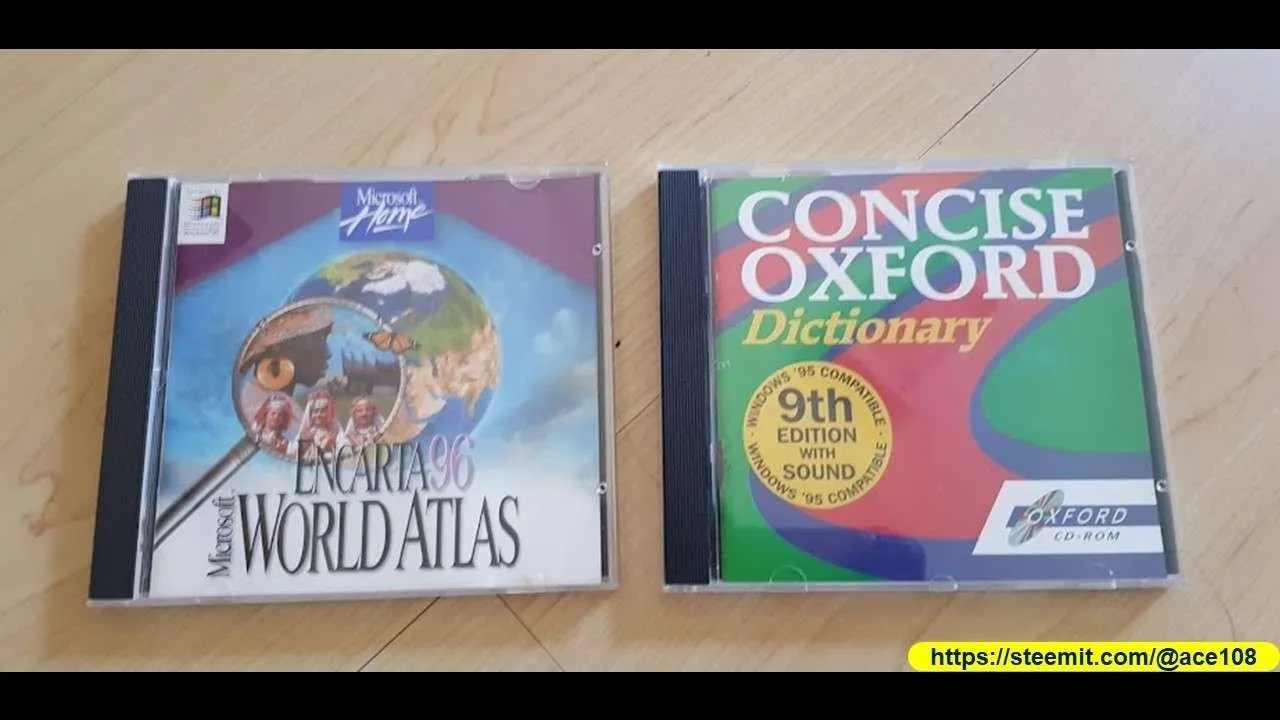 Microsoft
Home
ENCARTA 96
Microsoft
WORLD ATLAS
CONCISE
OXFORD
Dictionary
WINDOWS '95 COMPATIBLE
9th
EDITION
WITH
SOUND
WINDOWS '95 COMPATIBLE
OXFORD
CD-ROM
https://steemit.com/@ace108